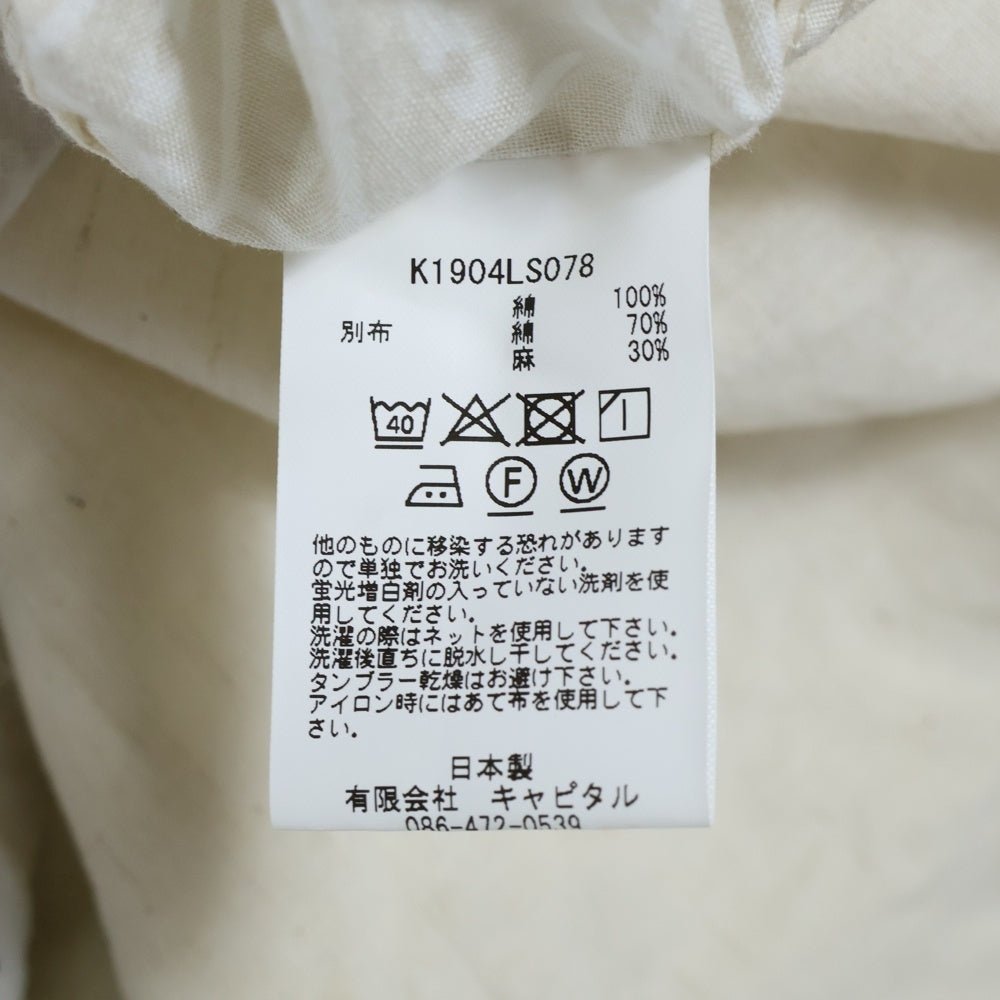 K1904LS078
綿 100%
別布 綿 70%
麻 30%
40
F W
他のものに移染する恐れがあります
ので単独でお洗いください。
蛍光増白剤の入っていない洗剤を使
用してください。
洗濯の際はネットを使用して下さい。
洗濯後直ちに脱水し干してください。
タンブラー乾燥はお避け下さい。
アイロン時にはあて布を使用して下
さい。
日本製
有限会社 キャピタル
086-472-0539